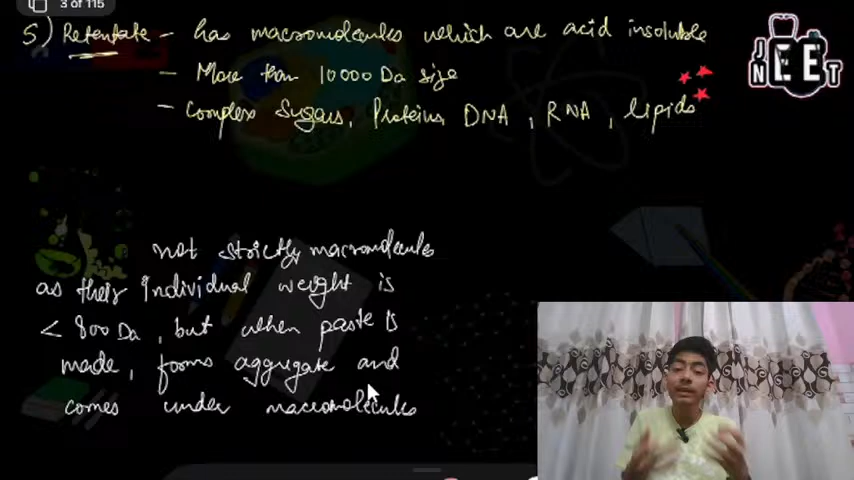 3 of 115
5) Retentate - has macromolecules which are acid insoluble
- More than 10000 Da size
- Complex Sugars, Proteins, DNA, RNA, lipids
JNEET
not strictly macromolecules
as their individual weight is
< 800 Da, but when paste is
made, forms aggregate and
comes under macromolecules